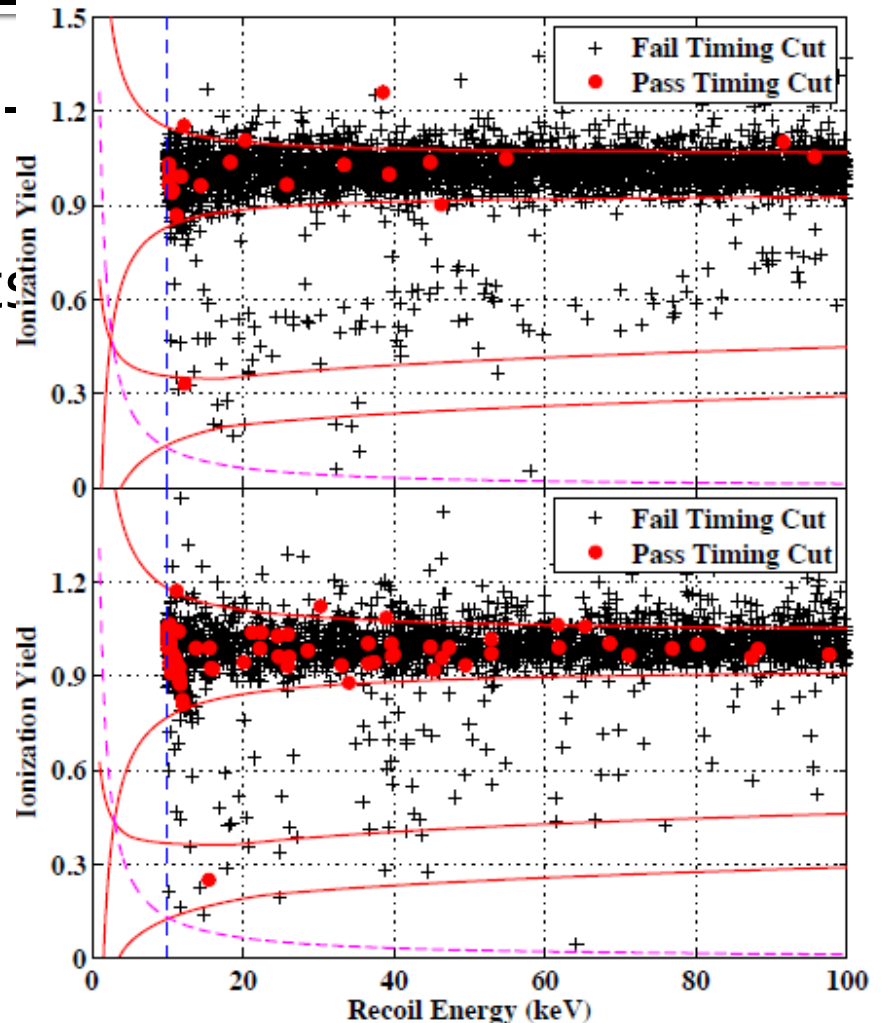 1.5
Fail Timing Cut
Pass Timing Cut
1.2
0.9
0.6
0.3
0
Ionization Yield
Fail Timing Cut
Pass Timing Cut
1.2
0.9
0.6
0.3
0
Ionization Yield
0 20 40 60 80 100
Recoil Energy (keV)